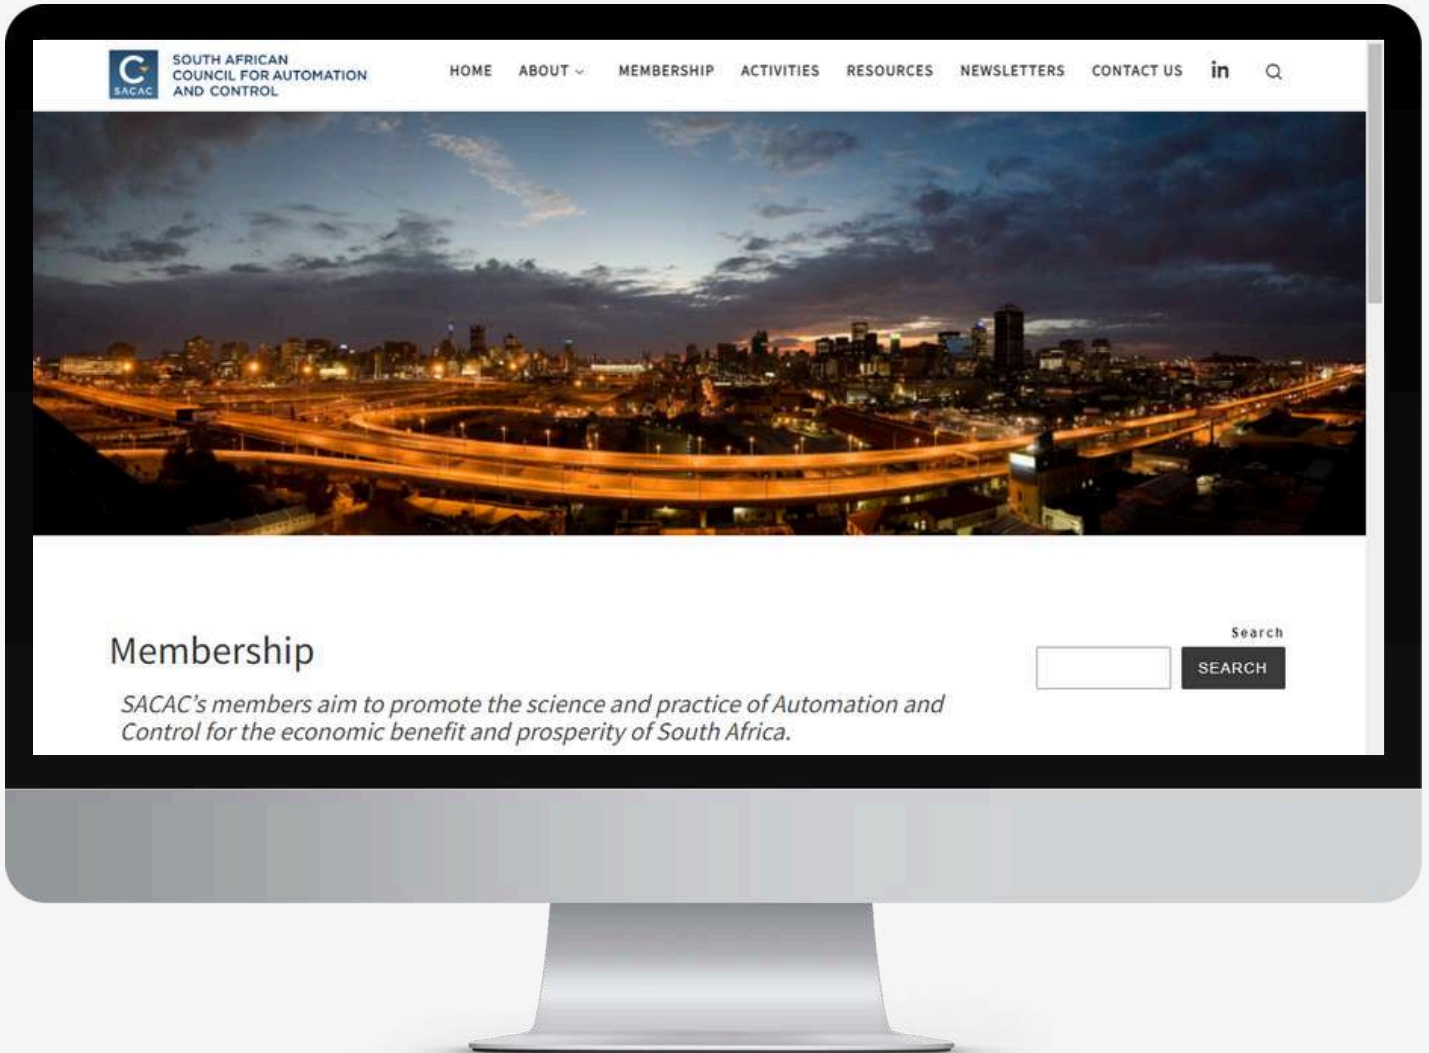 SOUTH AFRICAN
COUNCIL FOR AUTOMATION
AND CONTROL
SACAC
HOME ABOUT MEMBERSHIP ACTIVITIES RESOURCES NEWSLETTERS CONTACT US in
Membership
SACAC's members aim to promote the science and practice of Automation and
Control for the economic benefit and prosperity of South Africa.
Search
SEARCH